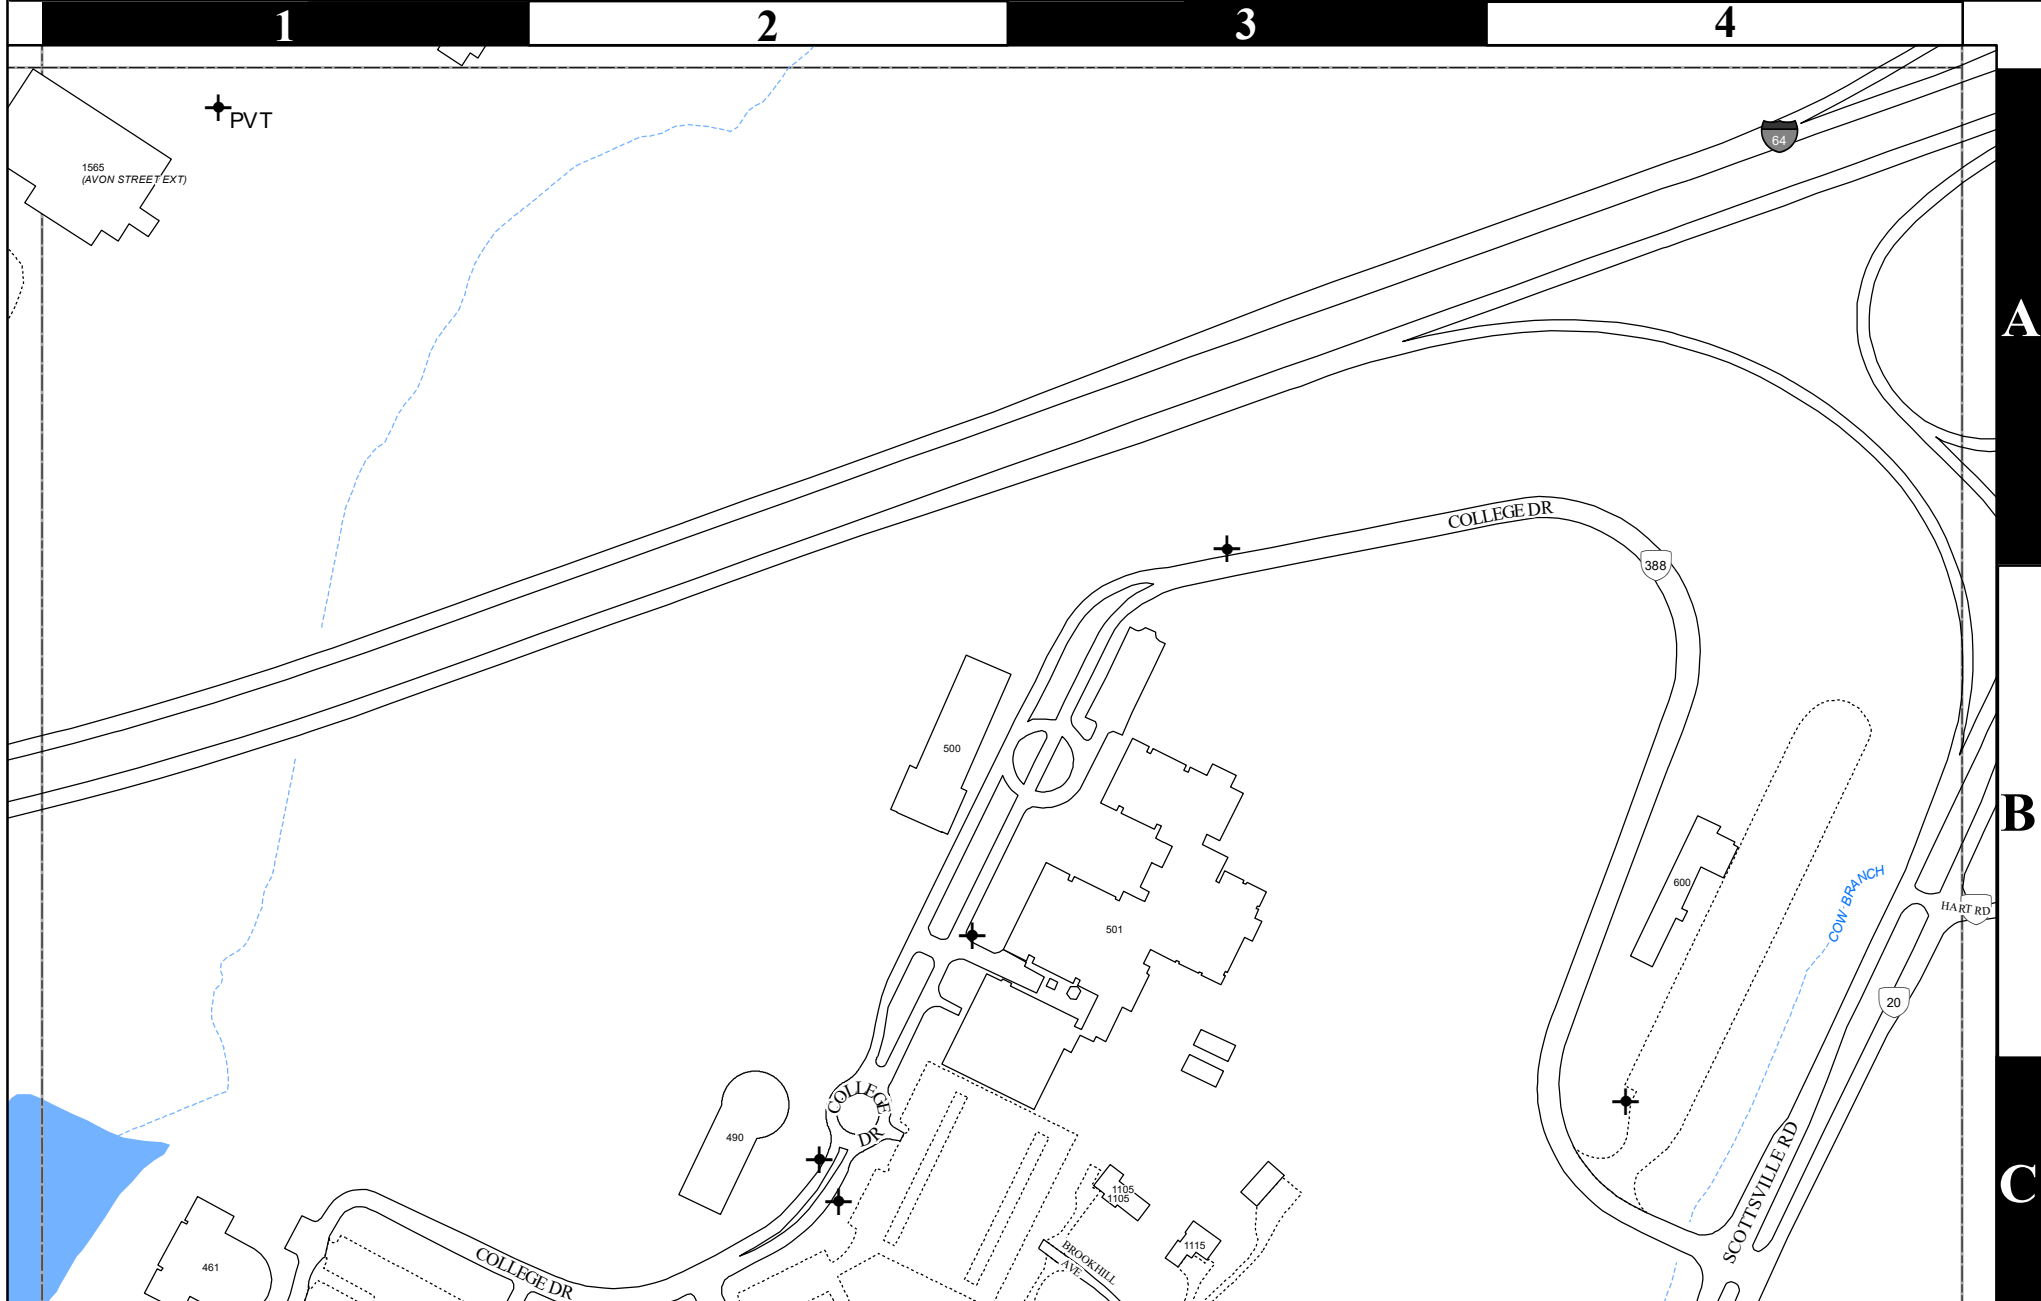 1
2
3
4
PVT
64
1565
(AVON STREET EXT)
A
COLLEGE DR
388
500
B
600
COW BRANCH
HART RD
501
20
COLLEGE
DR
490
SCOTTSVILLE RD
C
1105
1105
1115
BROOKHILL
AVE
461
COLLEGE DR